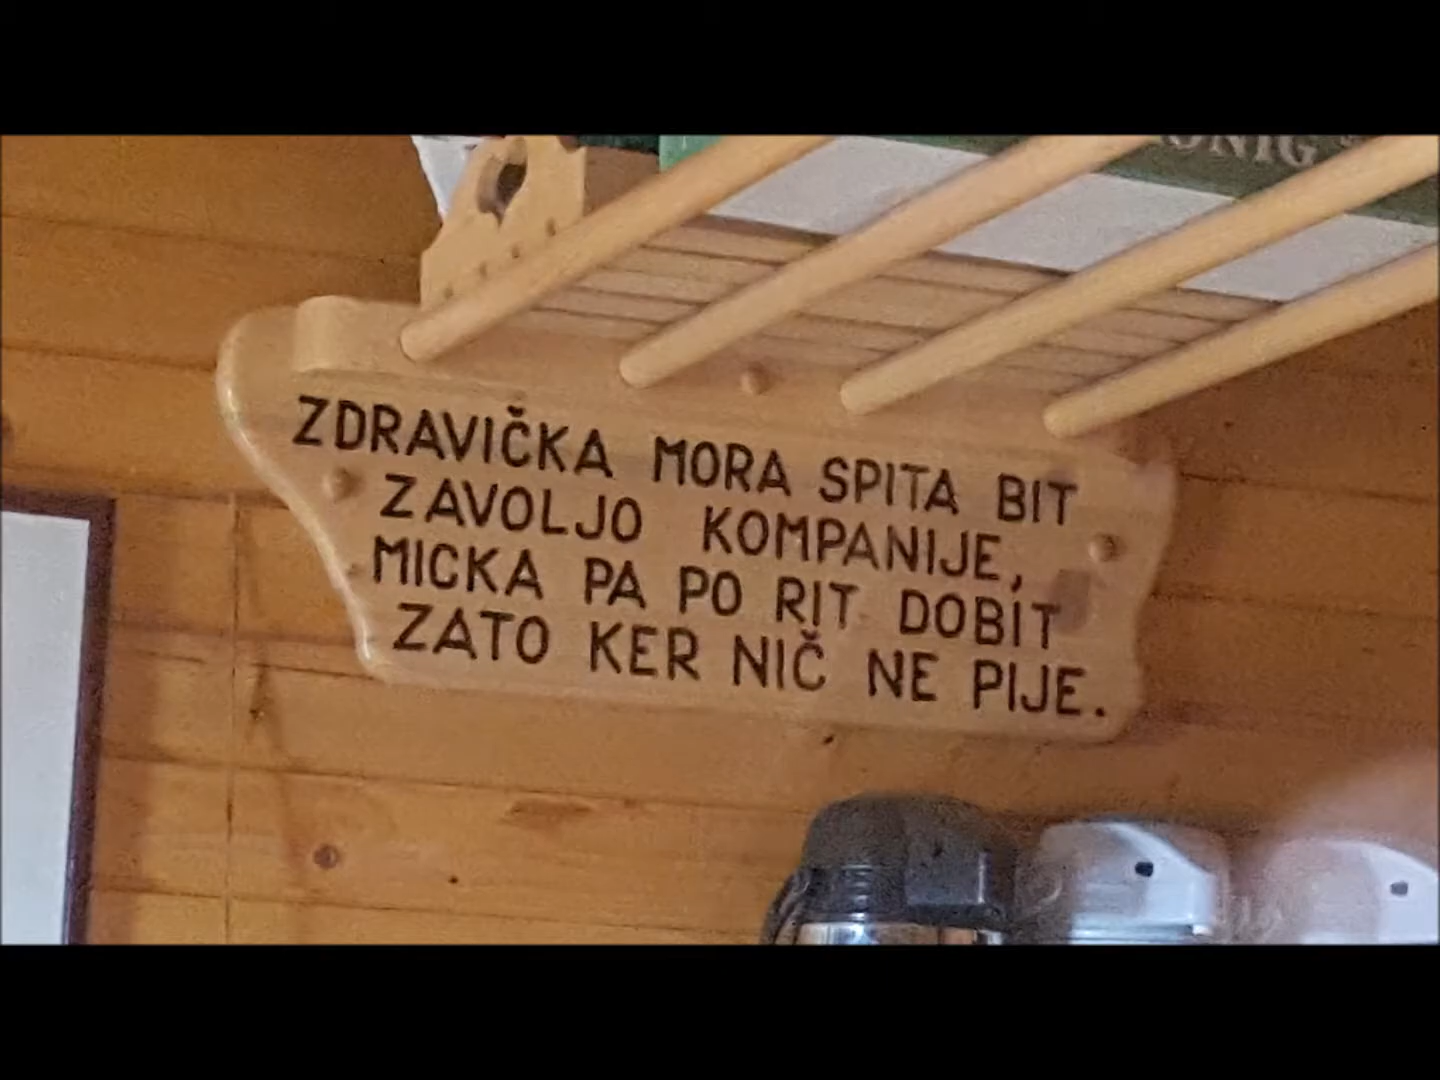 ZDRAVIČKA MORA SPITA BIT
ZAVOLJO KOMPANIJE,
MICKA PA PO RIT DOBIT
ZATO KER NIČ NE PIJE.